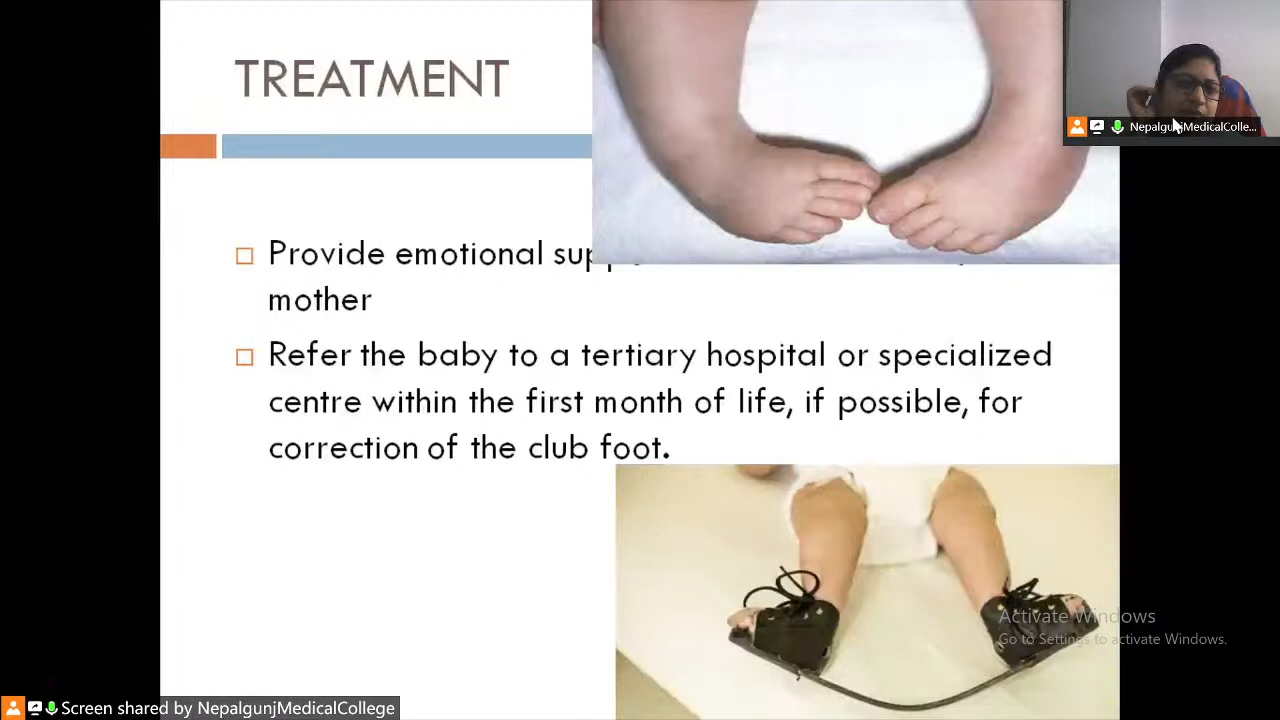 TREATMENT
NepalgunjMedicalColle...
Provide emotional
mother
Refer the baby to a tertiary hospital or specialized
centre within the first month of life, if possible, for
correction of the club foot.
Activate Windows
Go to Settings to activate Windows.
Screen shared by NepalgunjMedicalCollege